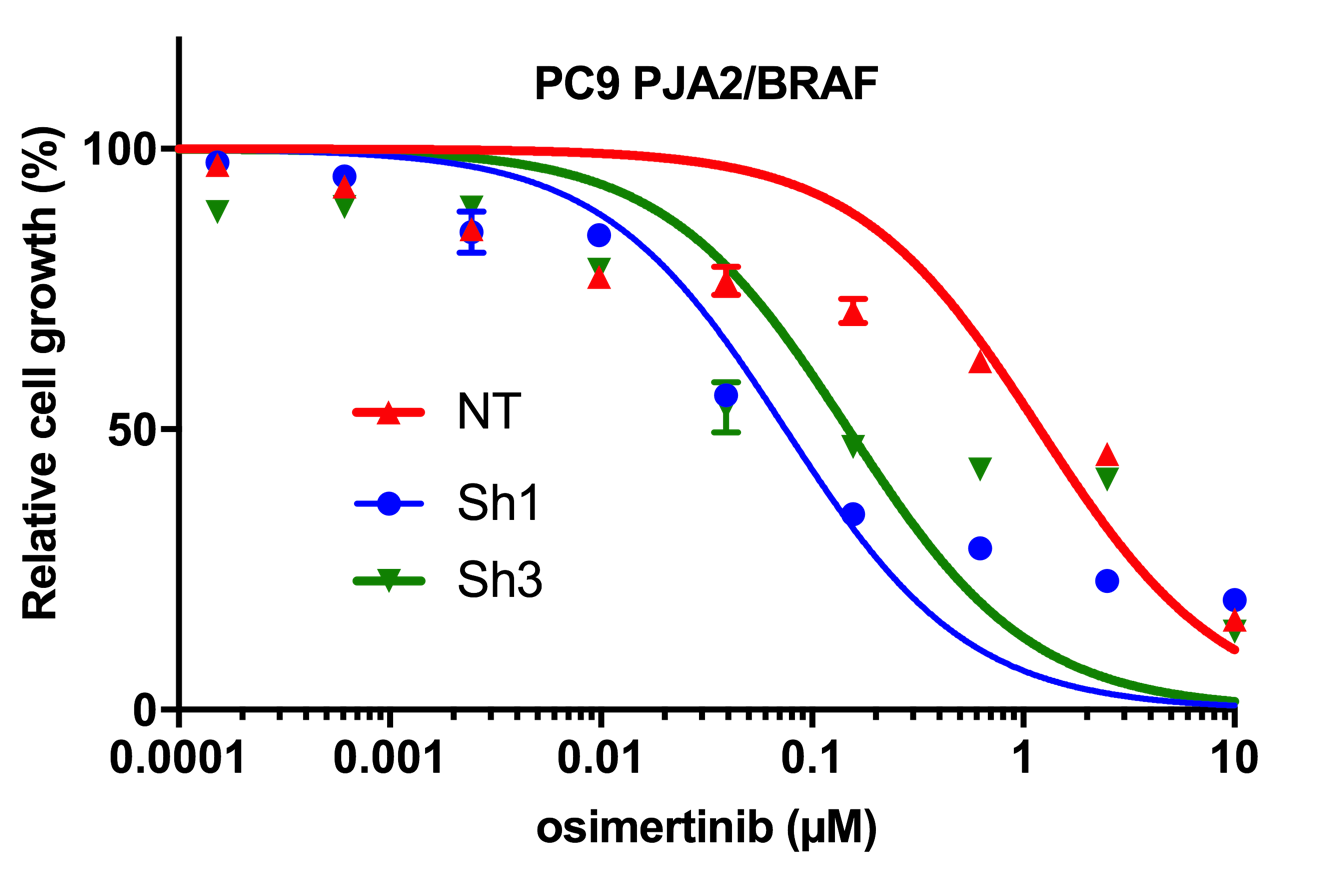 PC9 PJA2/BRAF
Relative cell growth (%)
100
50
0
NT
Sh1
Sh3
0.0001 0.001 0.01 0.1 1 10
osimertinib (µM)